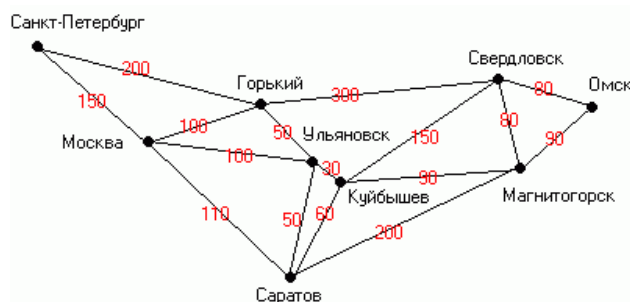 Санкт-Петербург
Свердловск
Омск
200
Горький
300
80
150
100
50
Ульяновск
150
80
90
Москва
100
30
90
Куйбышев
Магнитогорск
110
50
60
200
Саратов